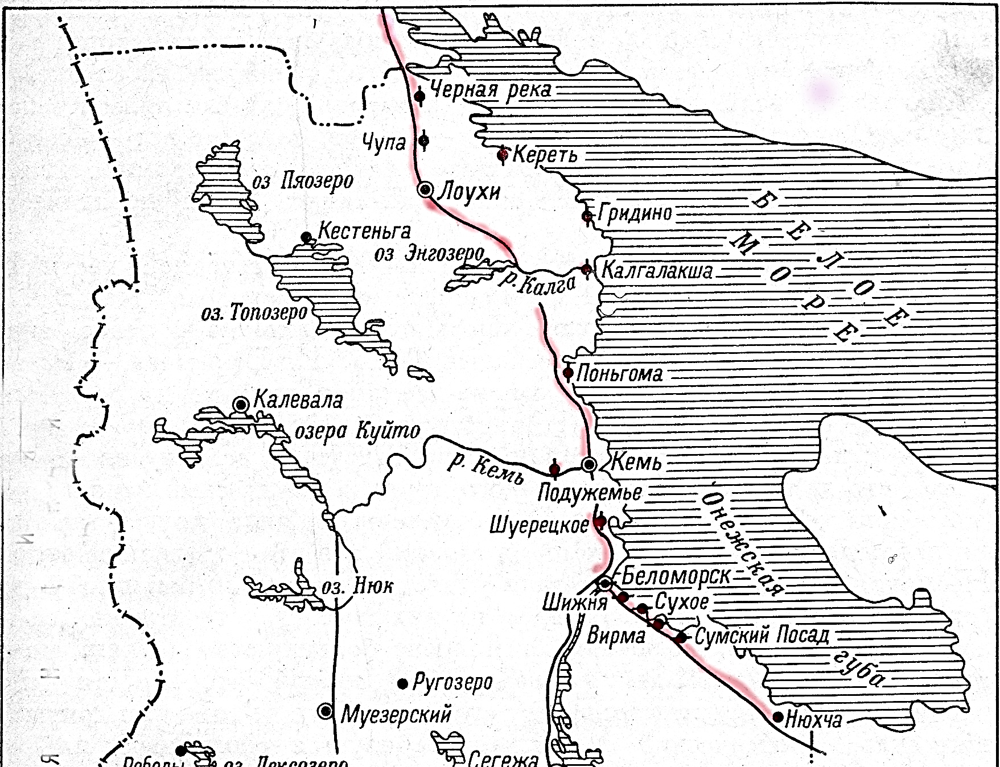 Черная река
Чупа
Кереть
оз Пяозеро
Лоухи
БЕЛОЕ
МОРЕ
Гридино
Кестеньга
оз Энгозеро
Калгалакша
р. Калга
оз. Топозеро
Поньгома
Калевала
озера Куйто
р. Кемь
Кемь
Подужемье
Онежская
губа
Шуерецкое
Беломорск
оз. Нюк
Шижня
Сухое
Вирма
Сумский Посад
Ругозеро
Муезерский
Нюхча
Сегежа